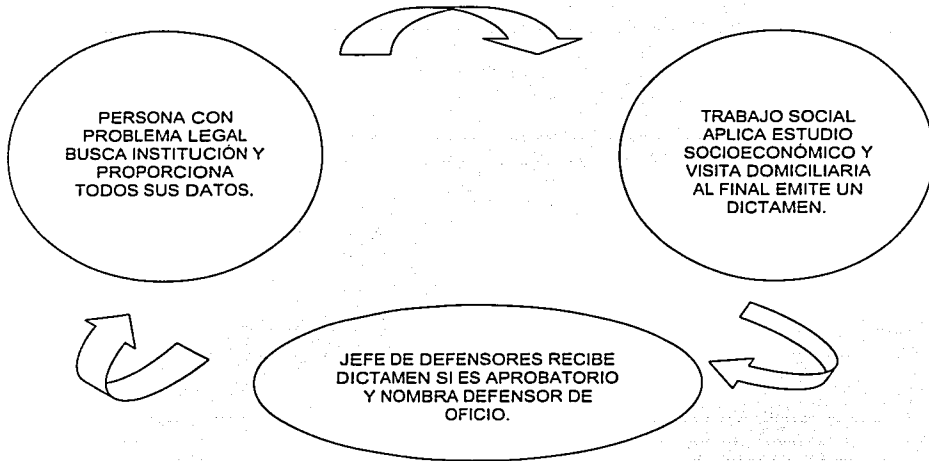 PERSONA CON
PROBLEMA LEGAL
BUSCA INSTITUCIÓN Y
PROPORCIONA
TODOS SUS DATOS.
TRABAJO SOCIAL
APLICA ESTUDIO
SOCIOECONÓMICO Y
VISITA DOMICILIARIA
AL FINAL EMITE UN
DICTAMEN.
JEFE DE DEFENSORES RECIBE
DICTAMEN SI ES APROBATORIO
Y NOMBRA DEFENSOR DE
OFICIO.